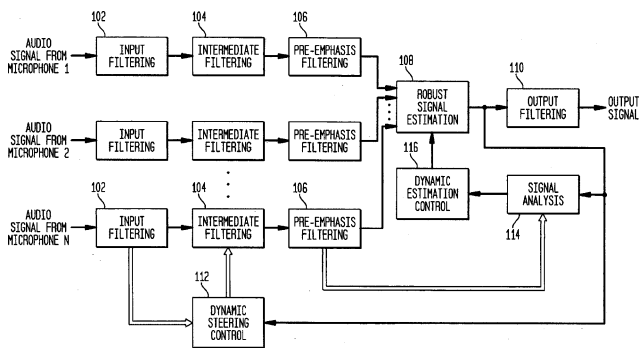 102
104
106
AUDIO
SIGNAL FROM
MICROPHONE 1
INPUT
FILTERING
INTERMEDIATE
FILTERING
PRE-EMPHASIS
FILTERING
108
ROBUST
SIGNAL
ESTIMATION
110
OUTPUT
FILTERING
OUTPUT
SIGNAL
AUDIO
SIGNAL FROM
MICROPHONE 2
INPUT
FILTERING
INTERMEDIATE
FILTERING
PRE-EMPHASIS
FILTERING
116
DYNAMIC
ESTIMATION
CONTROL
SIGNAL
ANALYSIS
114
102
104
106
AUDIO
SIGNAL FROM
MICROPHONE N
INPUT
FILTERING
INTERMEDIATE
FILTERING
PRE-EMPHASIS
FILTERING
112
DYNAMIC
STEERING
CONTROL